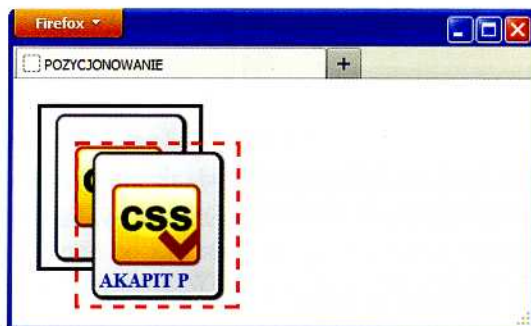 Firefox
POZYCJONOWANIE
+
C
CSS
AKAPIT P